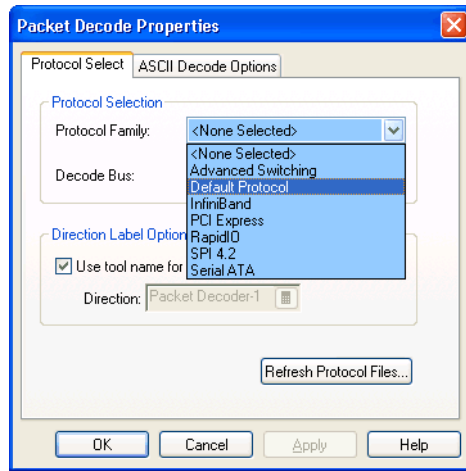 Packet Decode Properties
Protocol Select
ASCII Decode Options
Protocol Selection
Protocol Family:
<None Selected>
<None Selected>
Advanced Switching
Decode Bus:
Default Protocol
InfiniBand
PCI Express
Direction Label Option
RapidIO
SPI 4.2
Use tool name for
Serial ATA
Direction:
Packet Decoder-1
Refresh Protocol Files...
OK
Cancel
Apply
Help